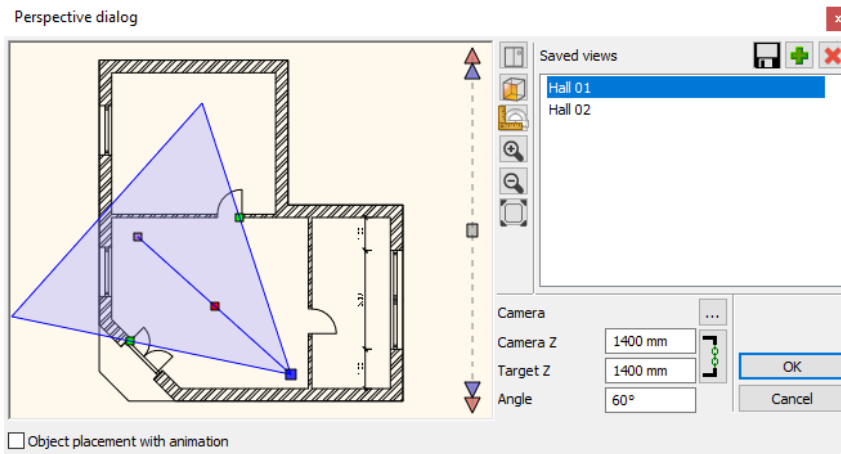 Perspective dialog
Saved views
Hall 01
Hall 02
Camera
...
Camera Z
1400 mm
Target Z
1400 mm
Angle
60°
OK
Cancel
Object placement with animation